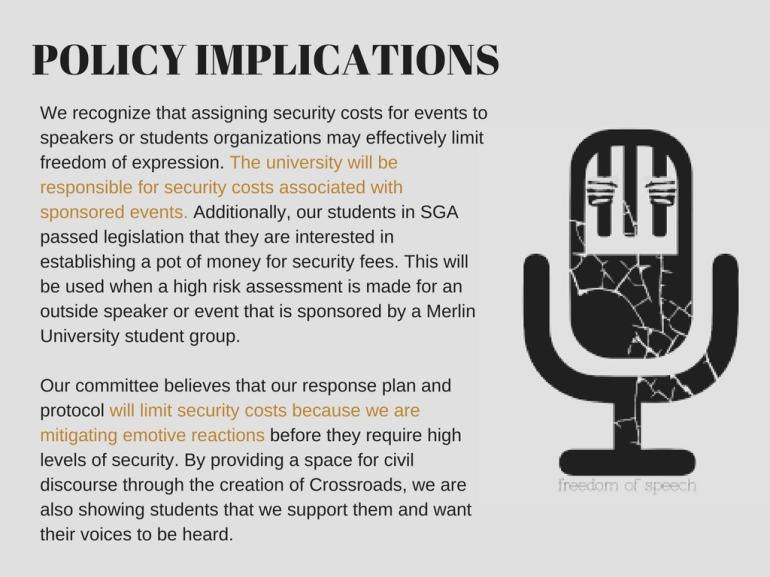 POLICY IMPLICATIONS
We recognize that assigning security costs for events to
speakers or students organizations may effectively limit
freedom of expression. The university will be
responsible for security costs associated with
sponsored events. Additionally, our students in SGA
passed legislation that they are interested in
establishing a pot of money for security fees. This will
be used when a high risk assessment is made for an
outside speaker or event that is sponsored by a Merlin
University student group.
Our committee believes that our response plan and
protocol will limit security costs because we are
mitigating emotive reactions before they require high
levels of security. By providing a space for civil
discourse through the creation of Crossroads, we are
also showing students that we support them and want
their voices to be heard.
freedom of speech